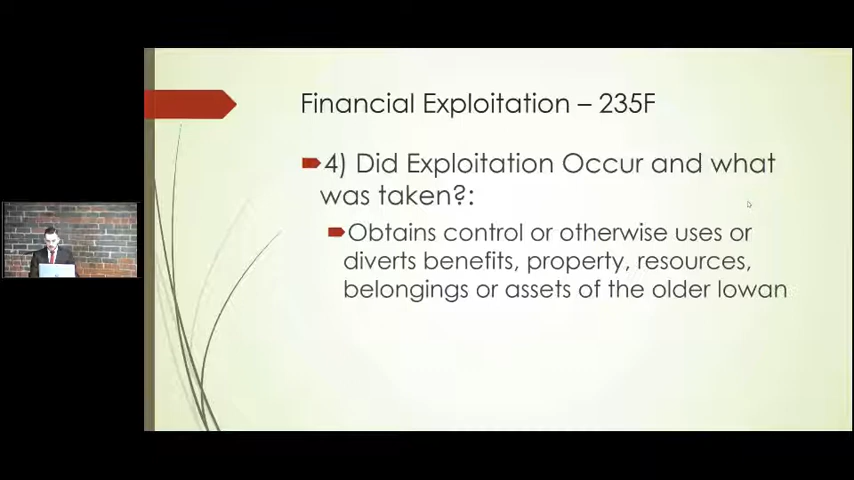 Financial Exploitation – 235F
4) Did Exploitation Occur and what
was taken?:
Obtains control or otherwise uses or
diverts benefits, property, resources,
belongings or assets of the older Iowan